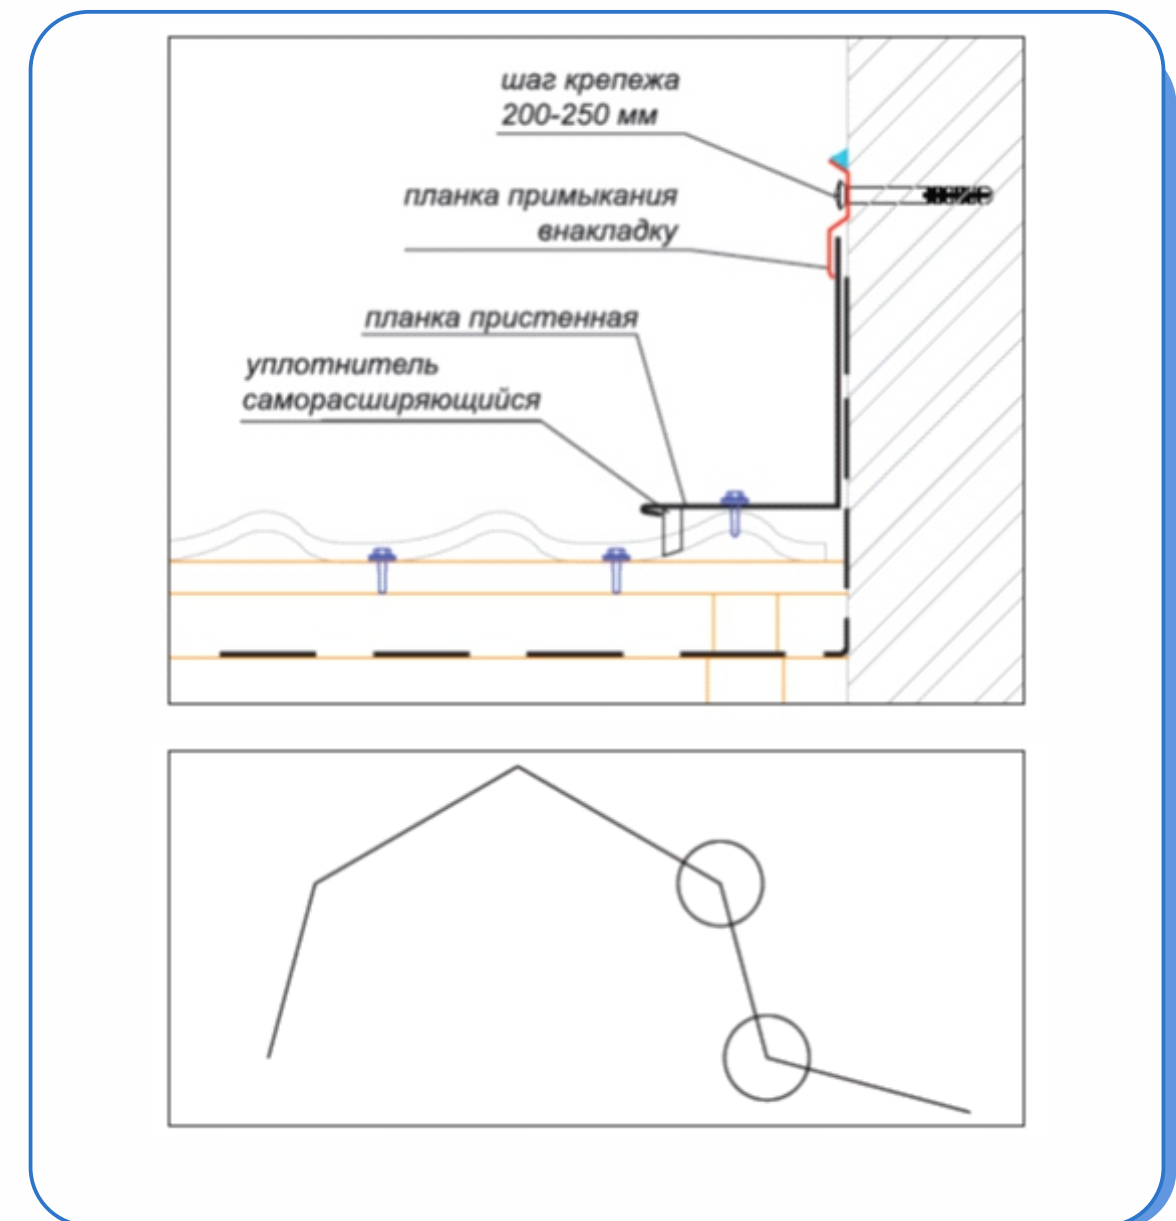 шаг крепежа
200-250 мм
планка примыкания
внакладку
планка пристенная
уплотнитель
саморасширяющийся